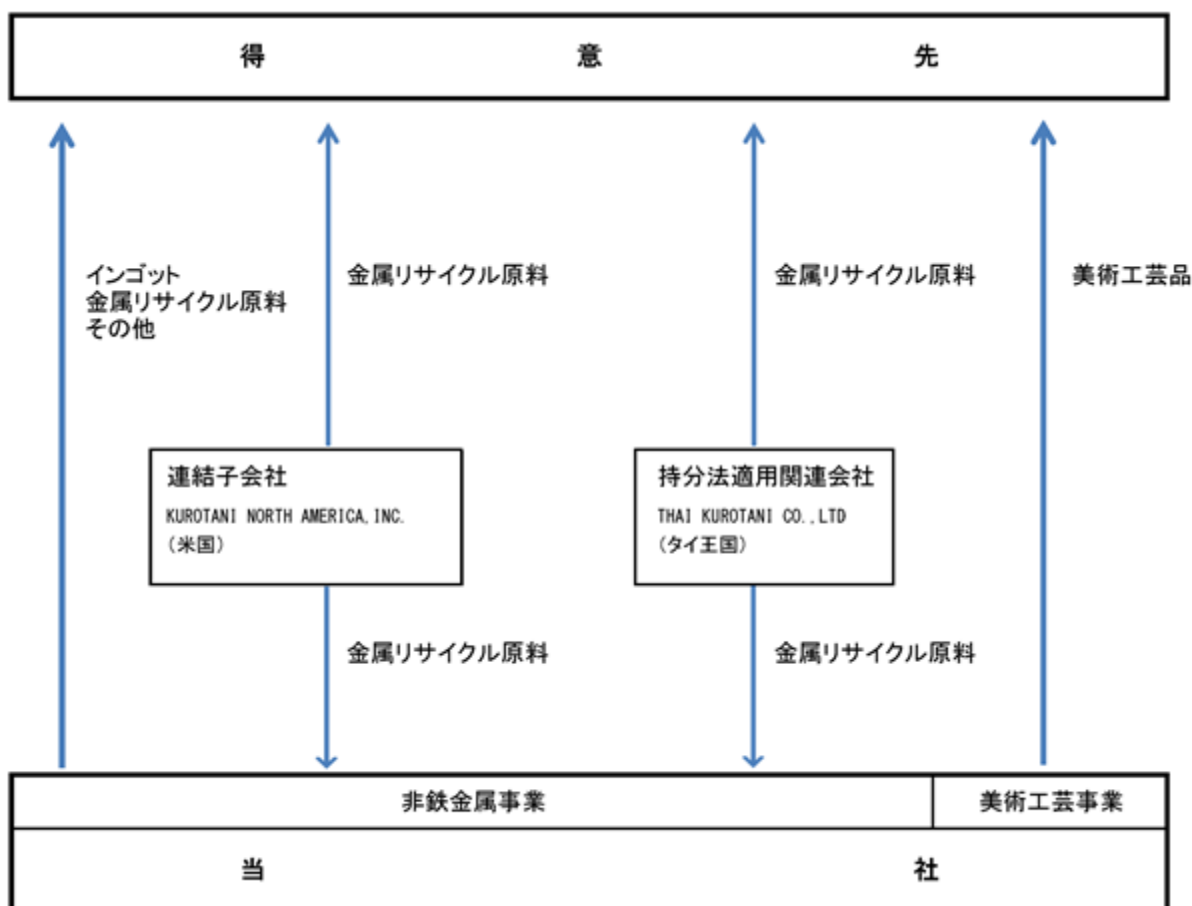 得意先
インゴット
金属リサイクル原料
その他
金属リサイクル原料
金属リサイクル原料
美術工芸品
連結子会社
KUROTANI NORTH AMERICA,INC.
（米国）
持分法適用関連会社
THAI KUROTANI CO.,LTD
（タイ王国）
金属リサイクル原料
金属リサイクル原料
非鉄金属事業
美術工芸事業
当社